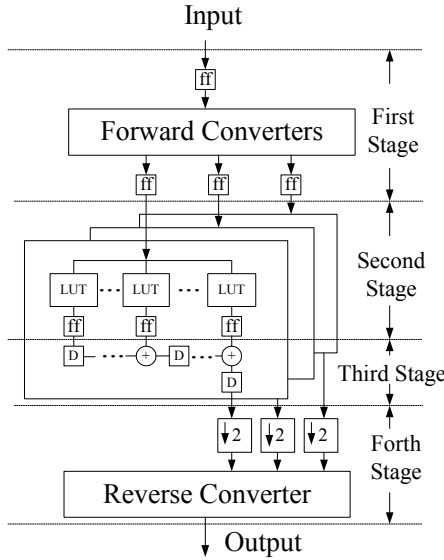 Input
ff
Forward Converters
First
Stage
ff ff ff
LUT ... LUT ... LUT
Second
Stage
ff ff ff
D ... + D ... +
Third Stage
D
↓2 ↓2 ↓2
Forth
Stage
Reverse Converter
Output